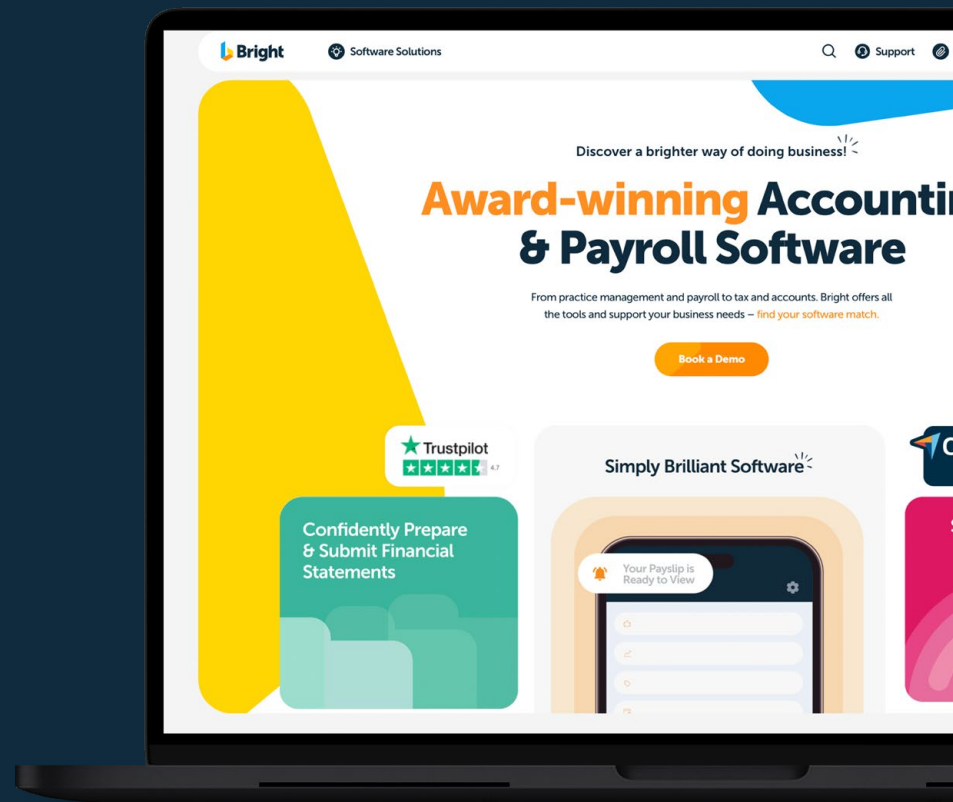 Bright
Software Solutions
Support
Discover a brighter way of doing business!
Award-winning Accountin
& Payroll Software
From practice management and payroll to tax and accounts. Bright offers all
the tools and support your business needs – find your software match.
Book a Demo
Trustpilot
4.7
Simply Brilliant Software
Confidently Prepare
& Submit Financial
Statements
Your Payslip is
Ready to View